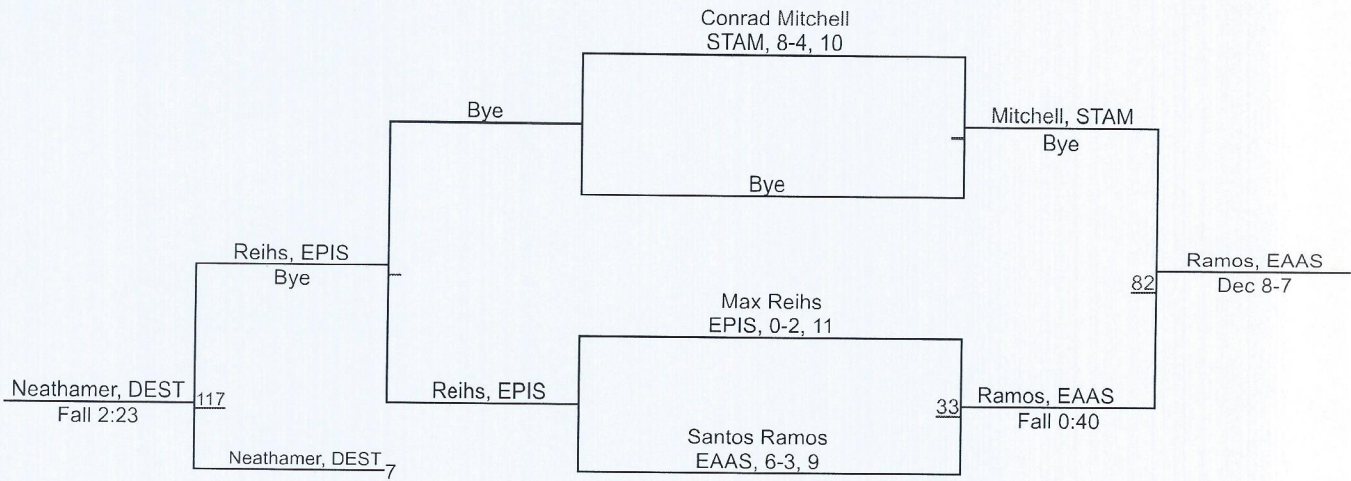 Conrad Mitchell
STAM, 8-4, 10
Bye
Mitchell, STAM
Bye
Bye
Reihs, EPIS
Bye
Ramos, EAAS
82
Dec 8-7
Max Reihs
EPIS, 0-2, 11
Neathamer, DEST
117
Fall 2:23
Reihs, EPIS
33
Ramos, EAAS
Fall 0:40
Santos Ramos
EAAS, 6-3, 9
Neathamer, DEST
7